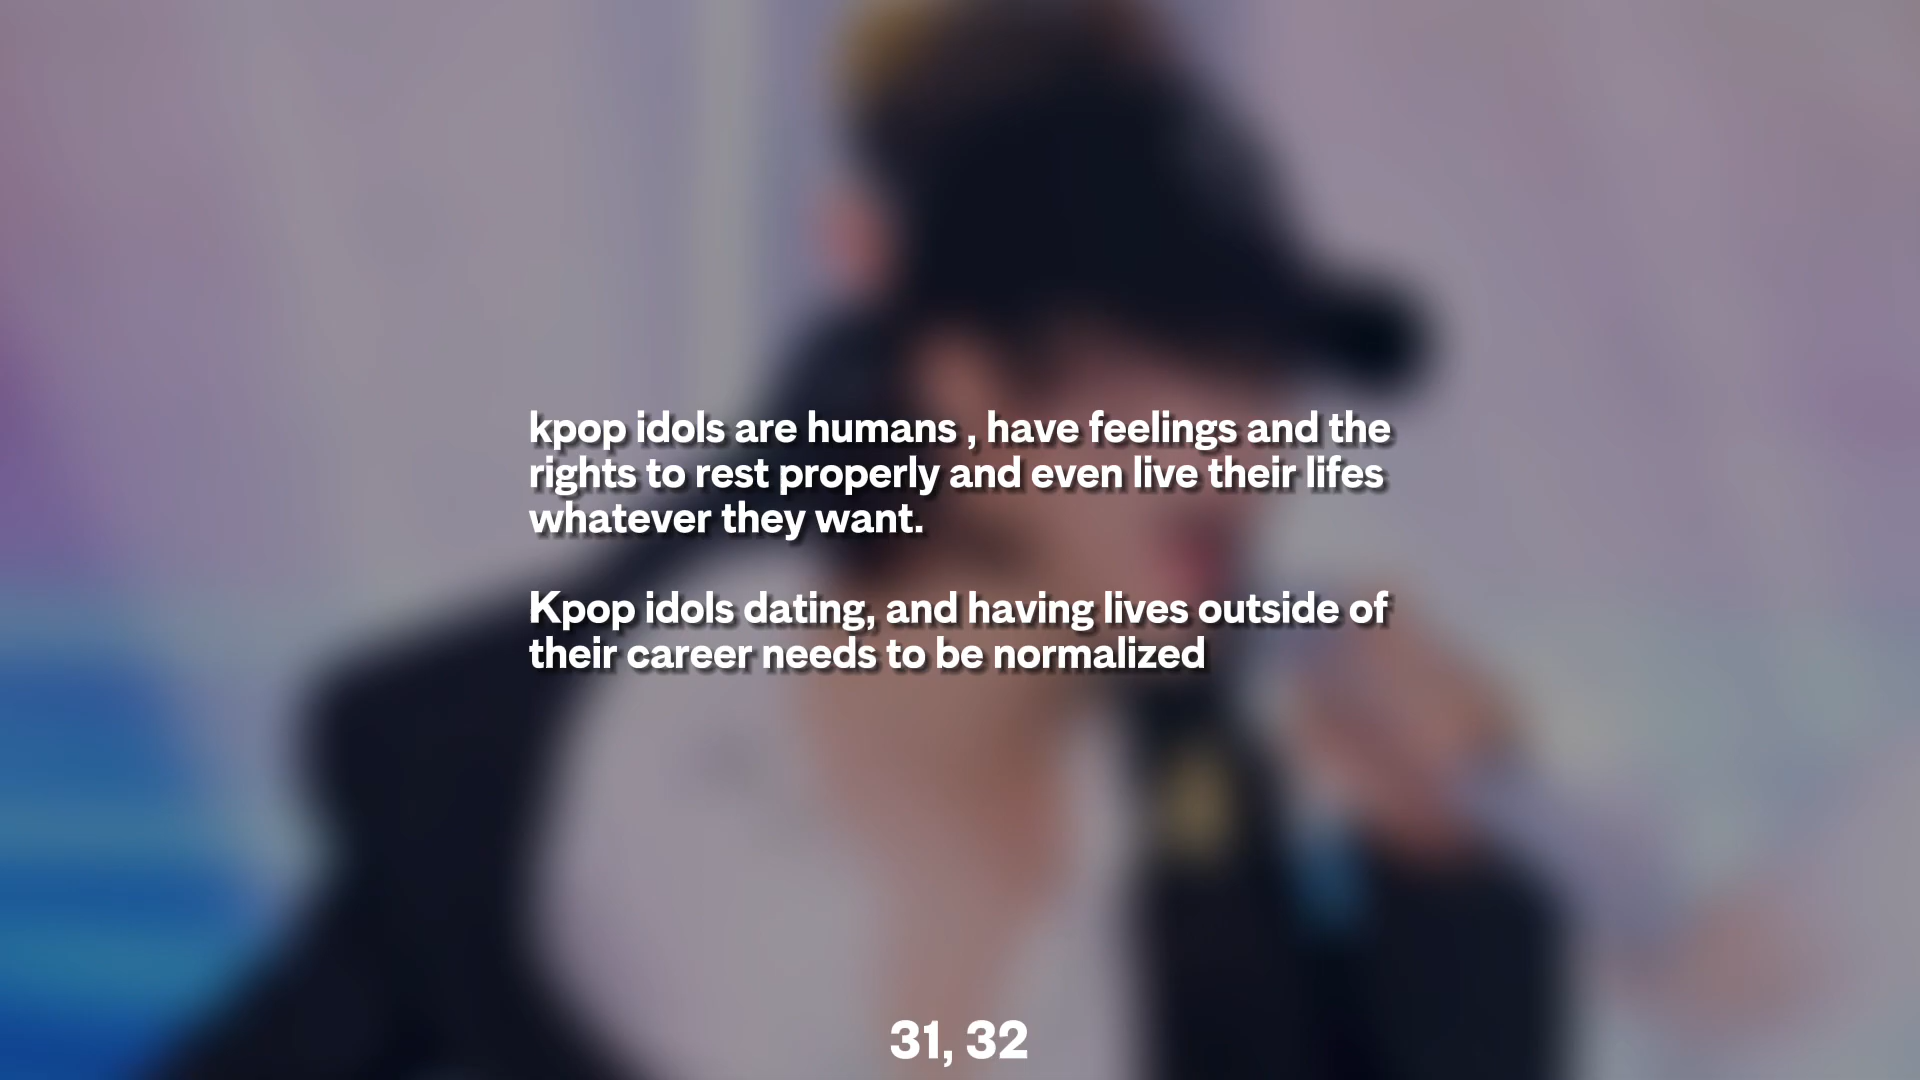 kpop idols are humans , have feelings and the
rights to rest properly and even live their lifes
whatever they want.
Kpop idols dating, and having lives outside of
their career needs to be normalized
31, 32